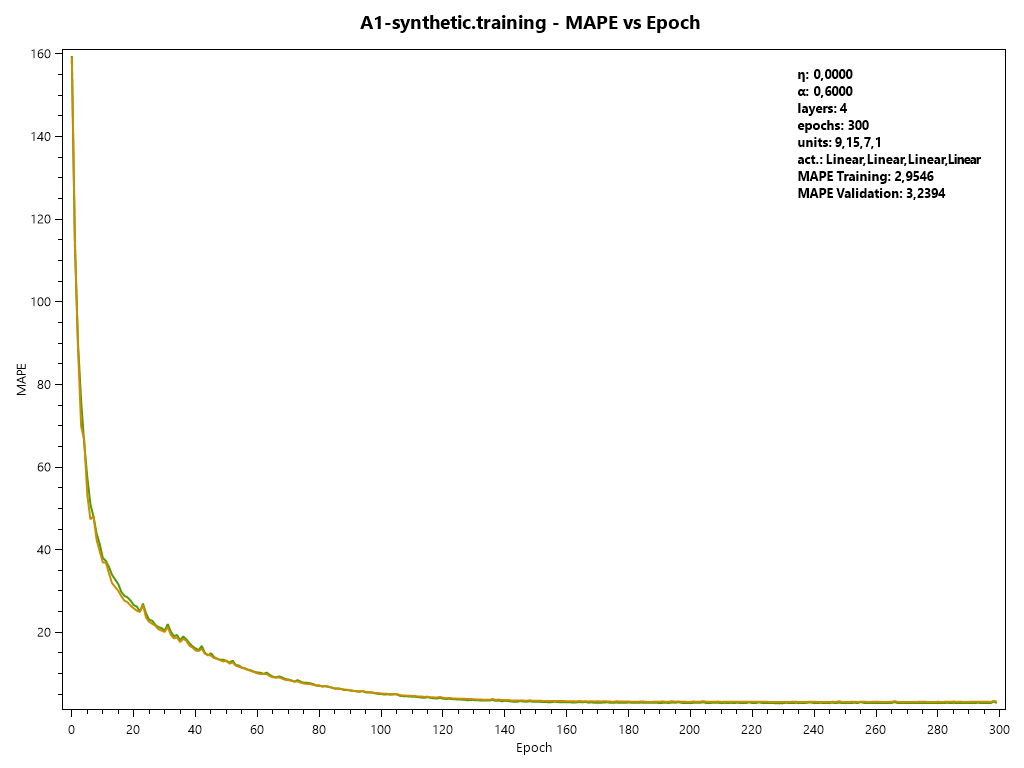 A1-synthetic.training - MAPE vs Epoch
160
140
120
100
80
60
40
20
MAPE
η: 0,0000
α: 0,6000
layers: 4
epochs: 300
units: 9,15,7,1
act.: Linear,Linear,Linear,Linear
MAPE Training: 2,9546
MAPE Validation: 3,2394
0 20 40 60 80 100 120 140 160 180 200 220 240 260 280 300
Epoch